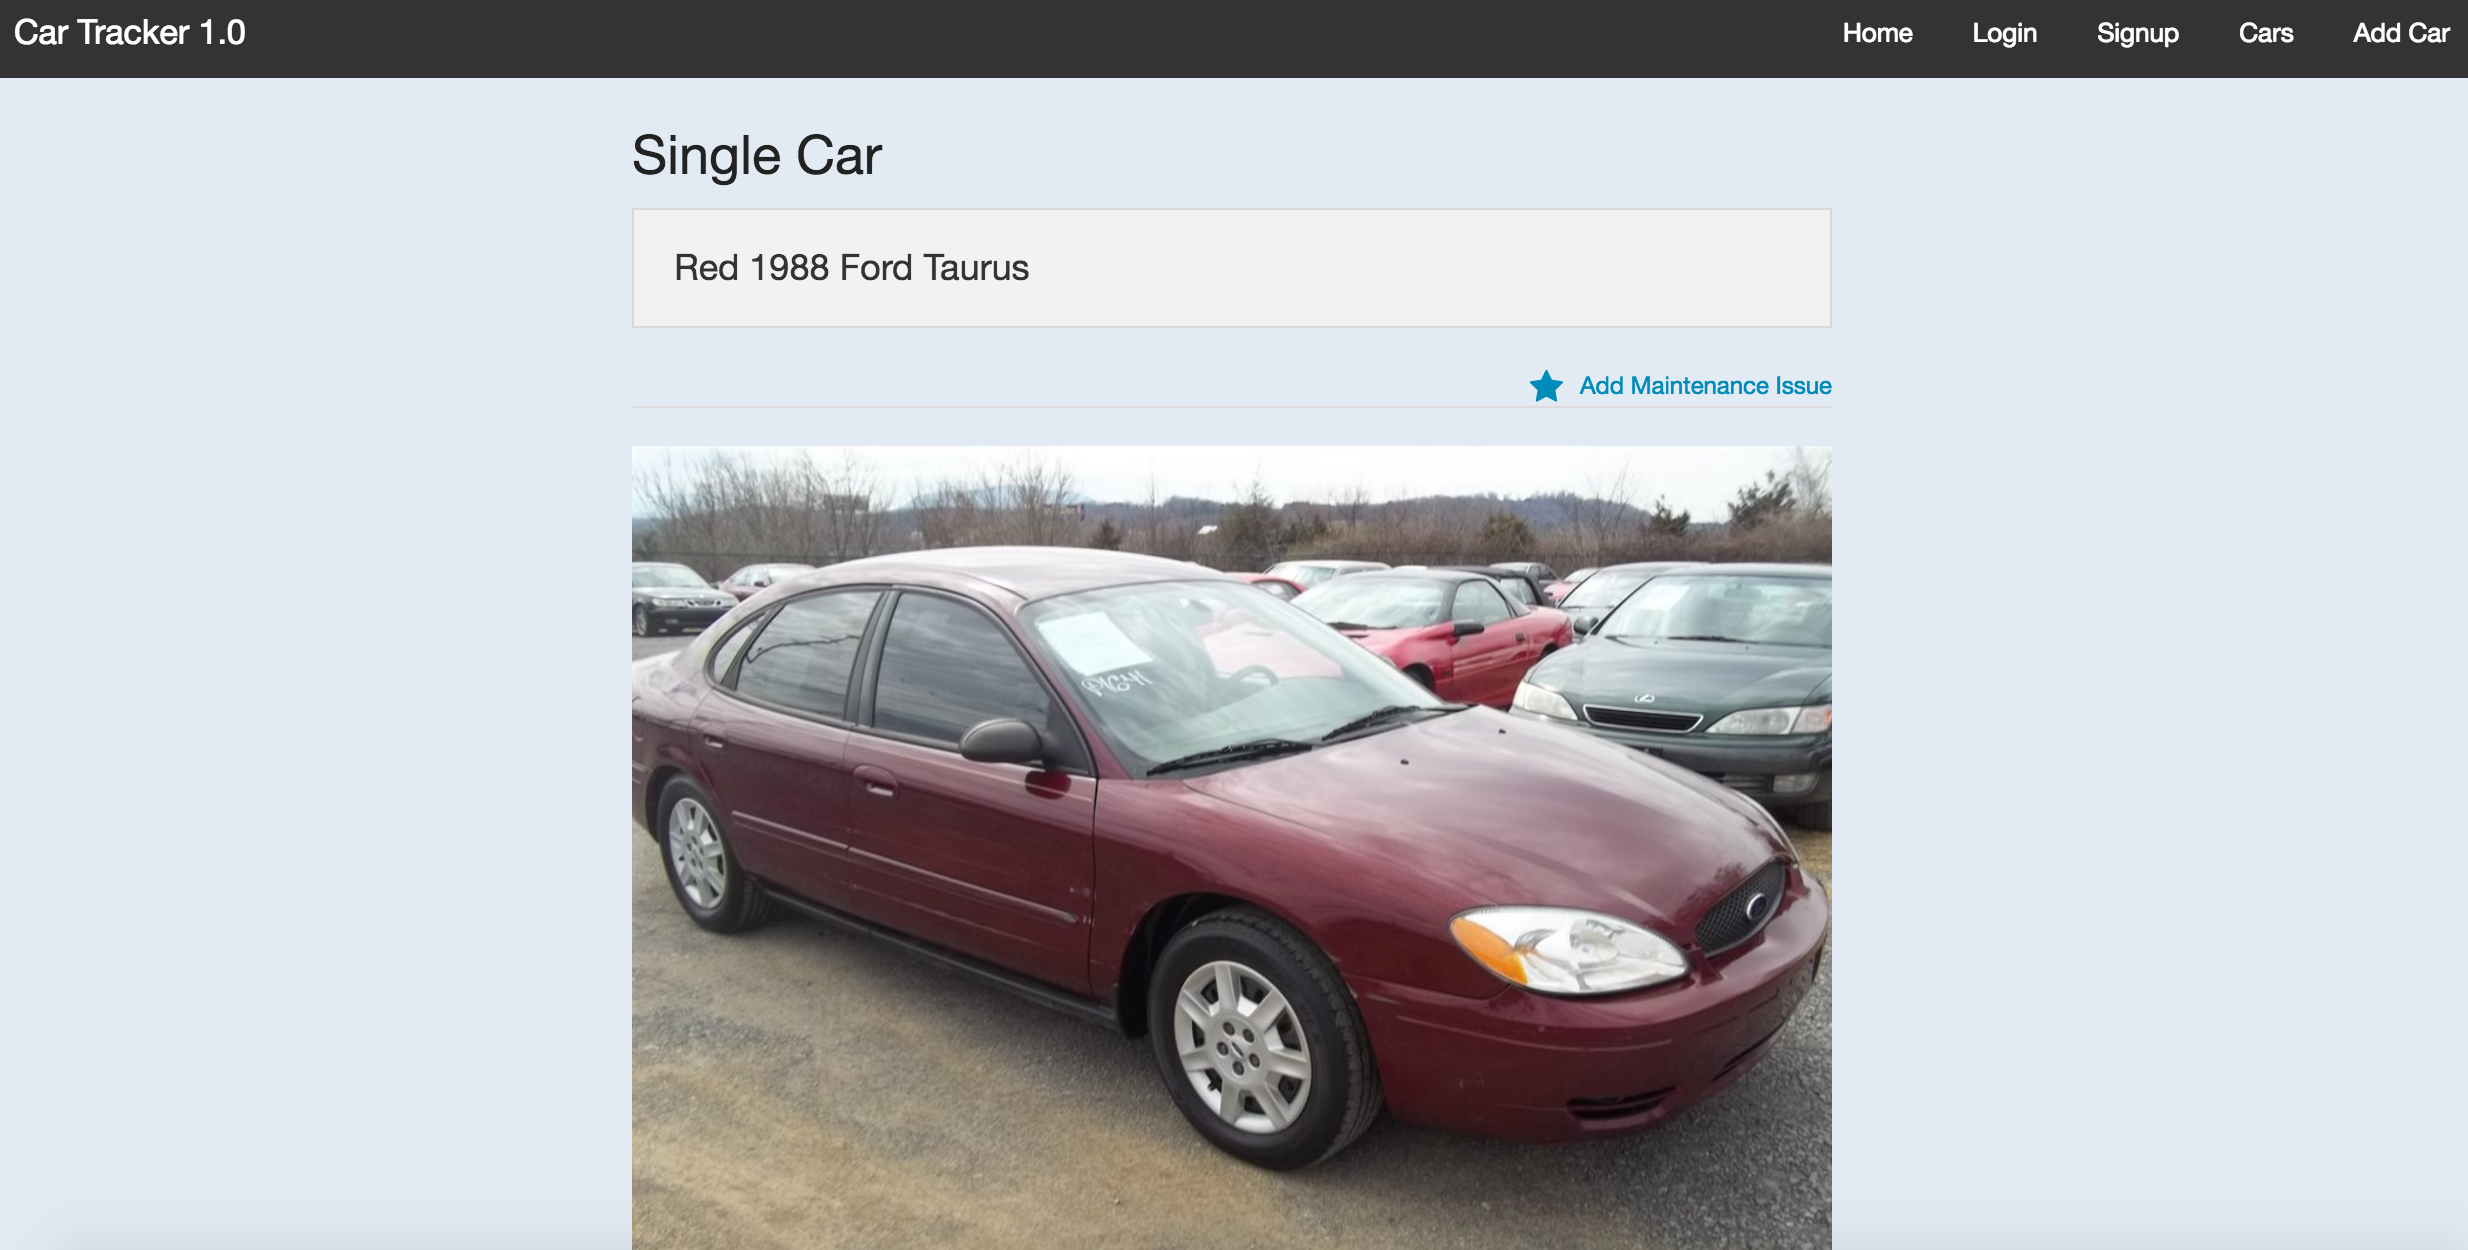 Car Tracker 1.0
Home Login Signup Cars Add Car
Single Car
Red 1988 Ford Taurus
Add Maintenance Issue